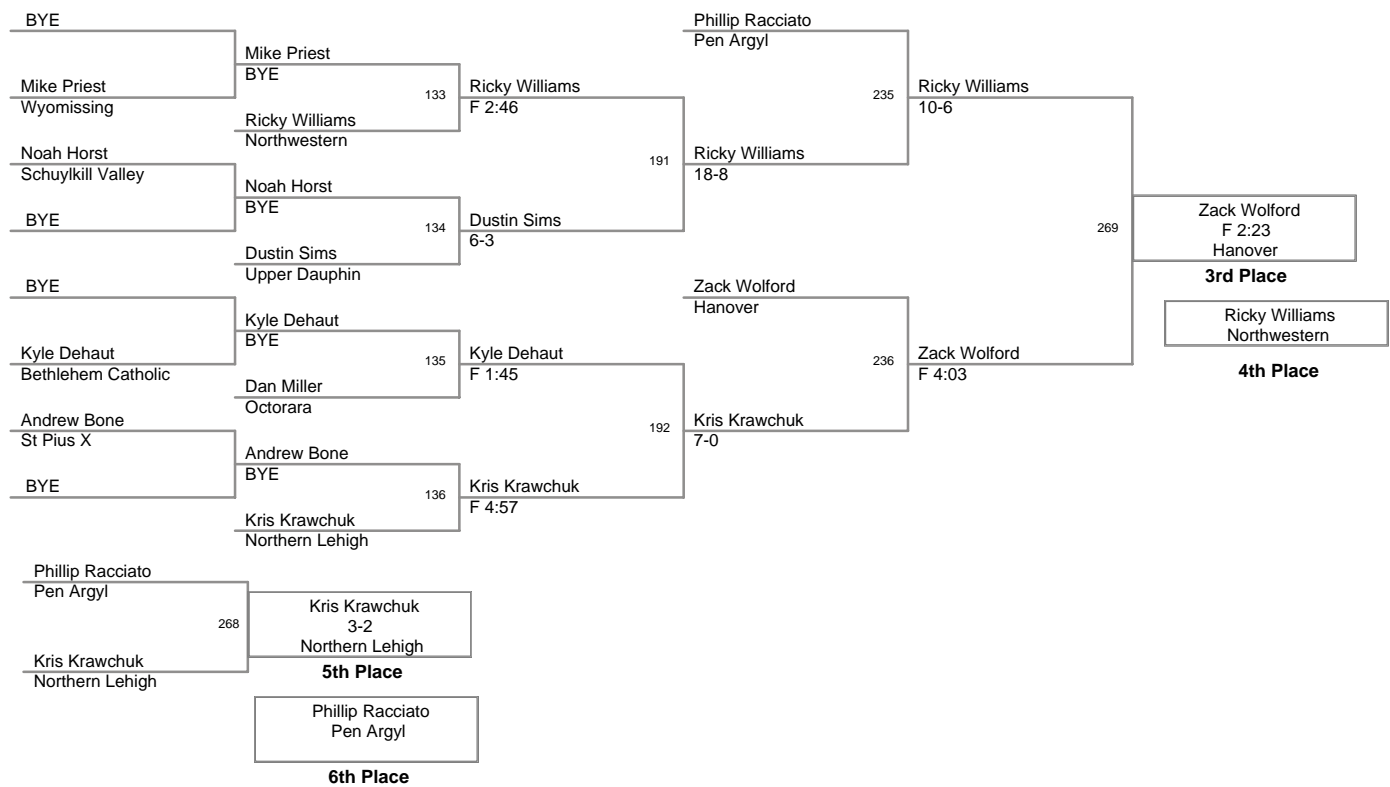 BYE
Mike Priest
Wyomissing
Noah Horst
Schuylkill Valley
BYE
BYE
Kyle Dehaut
Bethlehem Catholic
Andrew Bone
St Pius X
BYE
Mike Priest
BYE
133
Ricky Williams
Northwestern
Noah Horst
BYE
134
Dustin Sims
Upper Dauphin
Kyle Dehaut
BYE
135
Dan Miller
Octorara
Andrew Bone
BYE
136
Kris Krawchuk
Northern Lehigh
Ricky Williams
F 2:46
191
Dustin Sims
6-3
Kyle Dehaut
F 1:45
192
Kris Krawchuk
F 4:57
Phillip Racciato
Pen Argyl
235
Ricky Williams
18-8
Zack Wolford
Hanover
236
Kris Krawchuk
7-0
Ricky Williams
10-6
269
Zack Wolford
F 4:03
Zack Wolford
F 2:23
Hanover
3rd Place
Ricky Williams
Northwestern
4th Place
Phillip Racciato
Pen Argyl
268
Kris Krawchuk
Northern Lehigh
Kris Krawchuk
3-2
Northern Lehigh
5th Place
Phillip Racciato
Pen Argyl
6th Place